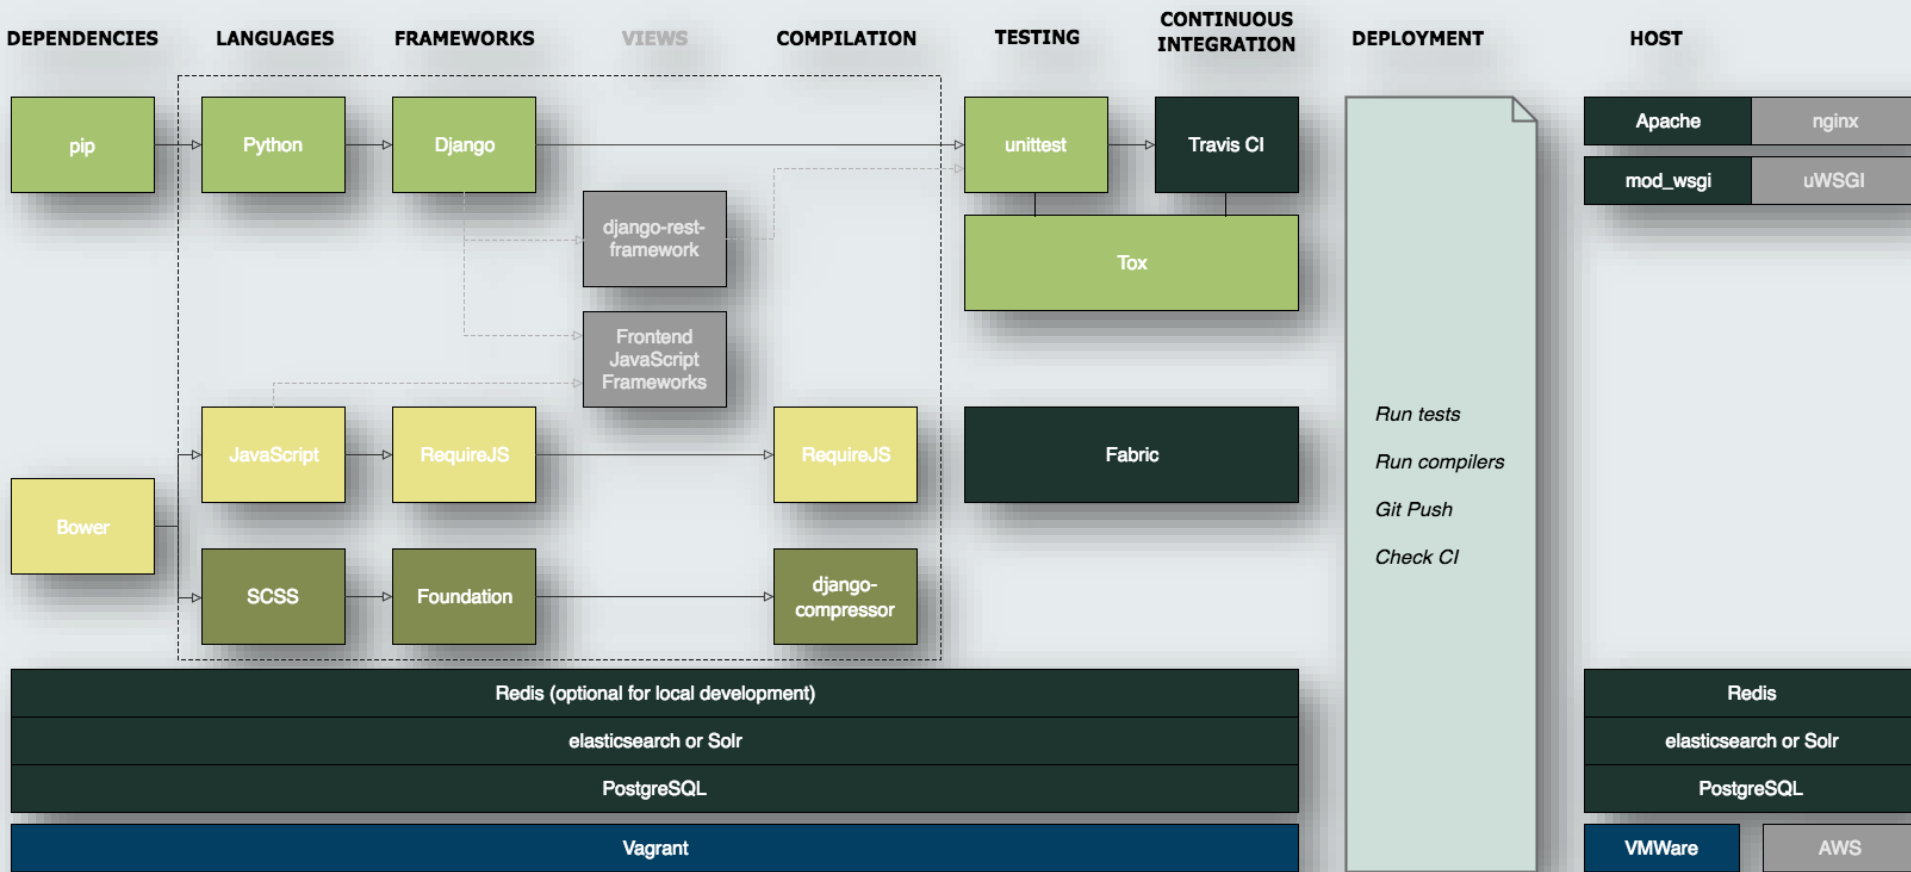 DEPENDENCIES
LANGUAGES
FRAMEWORKS
VIEWS
COMPILATION
TESTING
CONTINUOUS
INTEGRATION
DEPLOYMENT
HOST
pip
Python
Django
unittest
Travis CI
Apache
nginx
mod_wsgi
uWSGI
django-rest-
framework
Tox
Frontend
JavaScript
Frameworks
JavaScript
RequireJS
RequireJS
Fabric
Run tests
Run compilers
Git Push
Check CI
Bower
SCSS
Foundation
django-
compressor
Redis (optional for local development)
Redis
elasticsearch or Solr
elasticsearch or Solr
PostgreSQL
PostgreSQL
Vagrant
VMWare
AWS